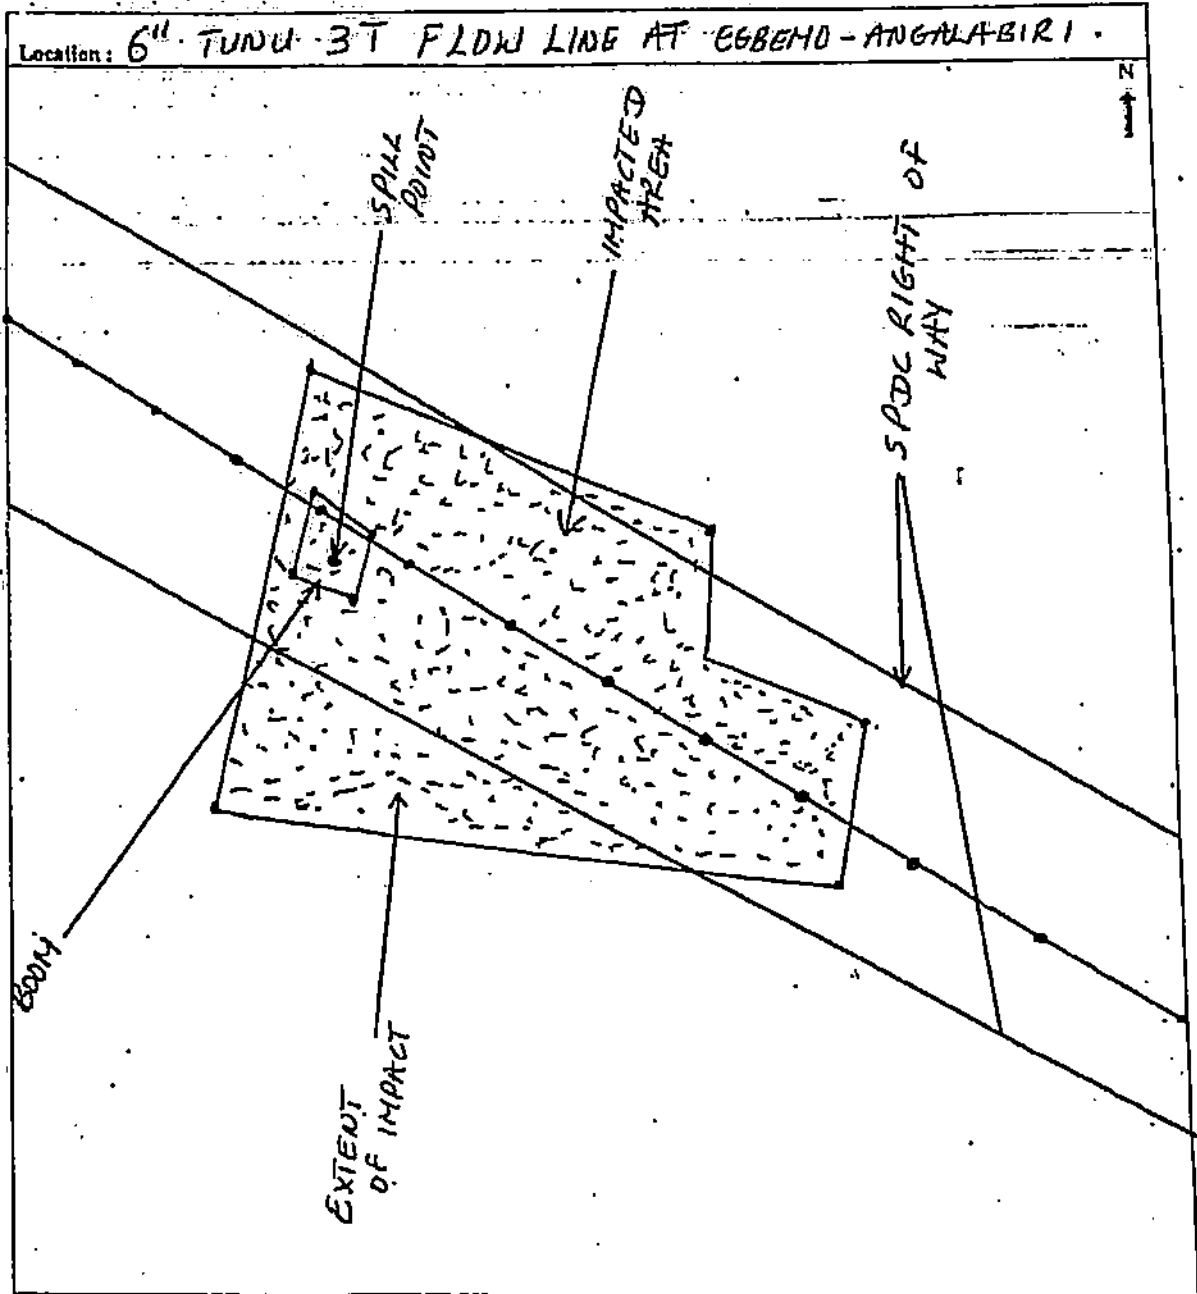 Location: 6" TUNU 3T FLOW LINE AT EGBEMO-ANGALABIRI.
N
SPILL
POINT
IMPACTED
AREA
SPDC RIGHT OF
WAY
BOOM
EXTENT
OF IMPACT